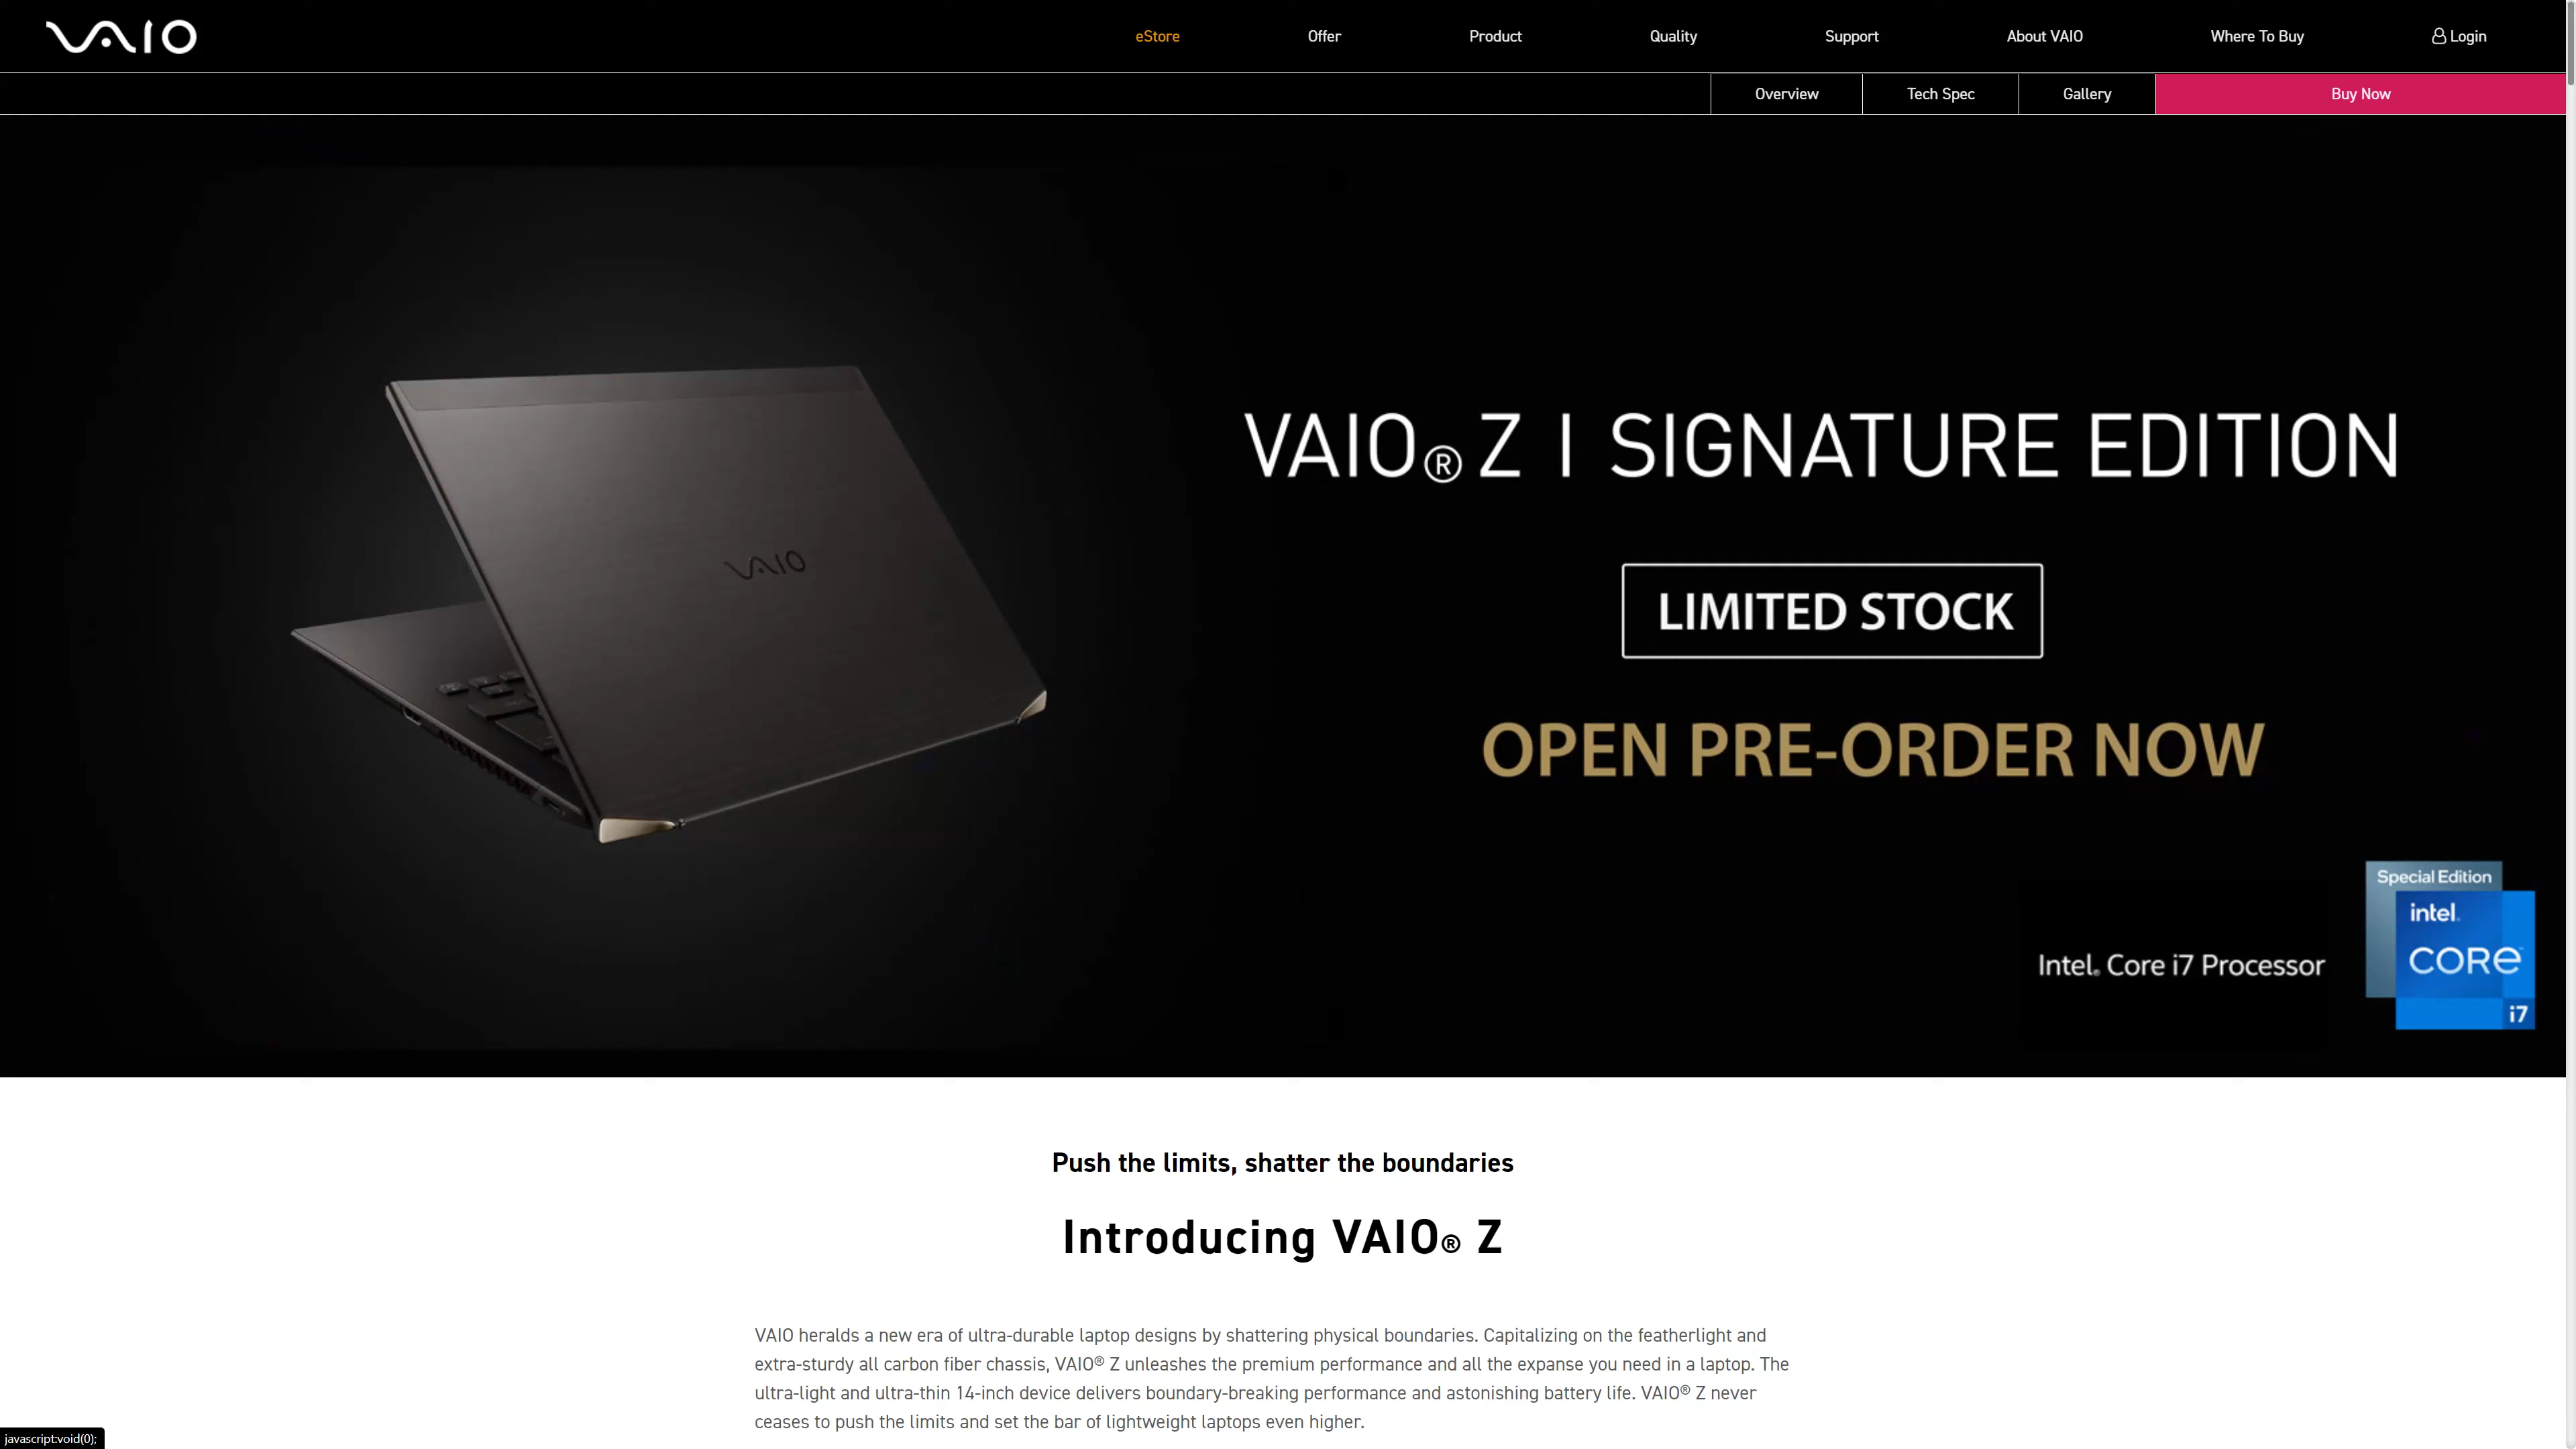 VAIO
eStore Offer Product Quality Support About VAIO Where To Buy Login
Overview Tech Spec Gallery Buy Now
VAIO® Z | SIGNATURE EDITION
VAIO
LIMITED STOCK
OPEN PRE-ORDER NOW
Special Edition
intel.
CORE™
i7
Intel® Core i7 Processor
Push the limits, shatter the boundaries
Introducing VAIO® Z
VAIO heralds a new era of ultra-durable laptop designs by shattering physical boundaries. Capitalizing on the featherlight and
extra-sturdy all carbon fiber chassis, VAIO® Z unleashes the premium performance and all the expanse you need in a laptop. The
ultra-light and ultra-thin 14-inch device delivers boundary-breaking performance and astonishing battery life. VAIO® Z never
ceases to push the limits and set the bar of lightweight laptops even higher.
javascript:void(0);